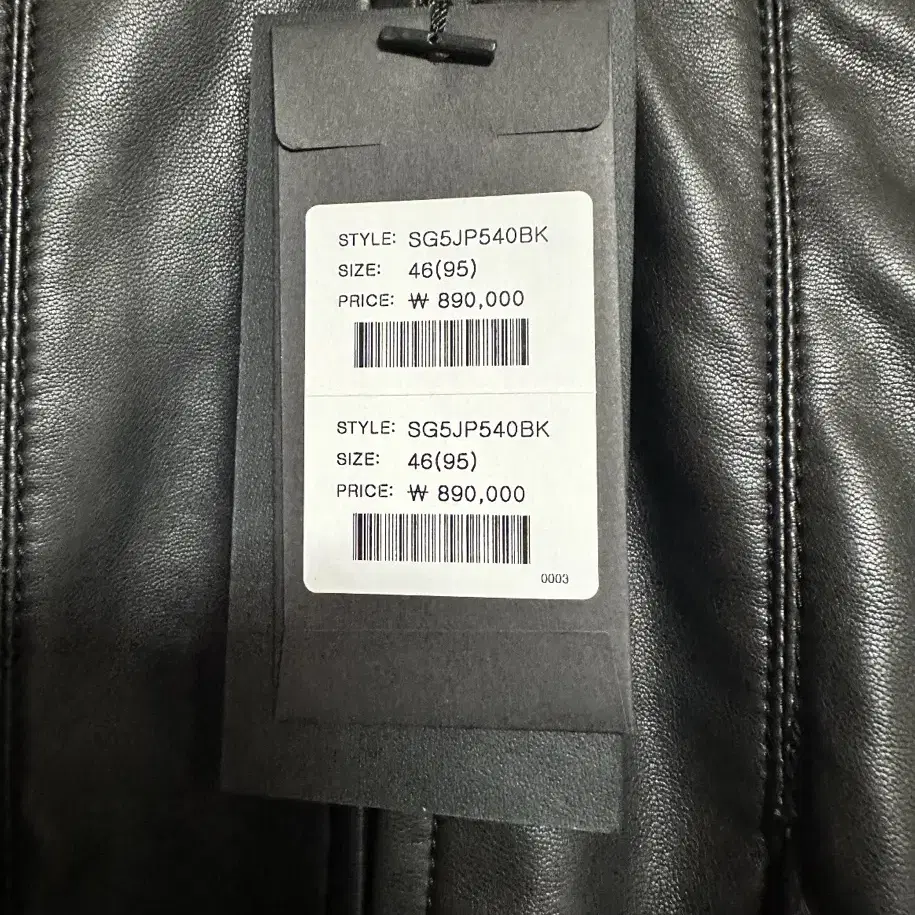 STYLE: SG5JP540BK
SIZE: 46(95)
PRICE: ₩ 890,000
STYLE: SG5JP540BK
SIZE: 46(95)
PRICE: ₩ 890,000
0003